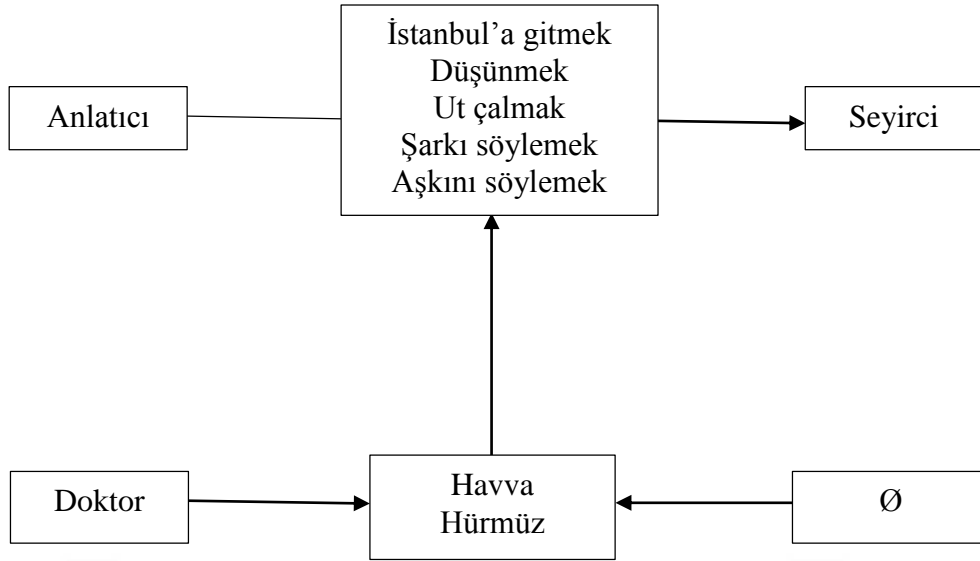 İstanbul’a gitmek
Düşünmek
Ut çalmak
Şarkı söylemek
Aşkını söylemek
Anlatıcı
Seyirci
Doktor
Havva
Hürmüz
Ø